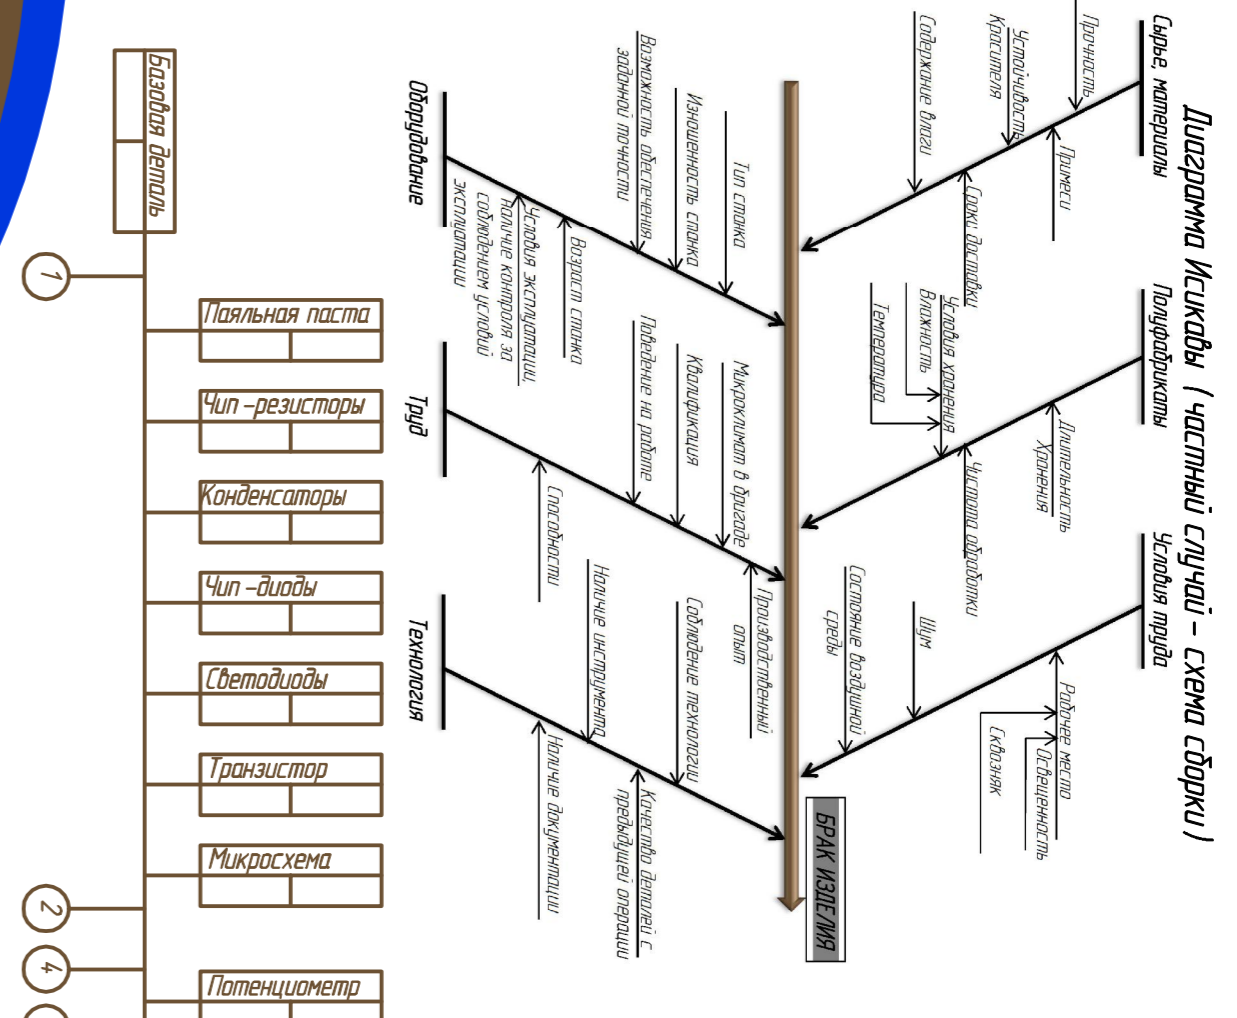 Диаграмма Исикавы ( частный случай – схема сборки)
Сырье, материалы
Полуфабрикаты
Условия труда
Прочность
Примеси
Устойчивость
Красителя
Сроки доставки
Содержание влаги
Длительность
Хранения
Чистота обработки
Условия хранения
Влажность
Температура
Рабочее место
Освещенность
Сквозняк
Шум
Состояние воздушной
среды
БРАК ИЗДЕЛИЯ
Тип станка
Изношенность станка
Возможность обеспечения
заданной точности
Возраст станка
Условия эксплуатации,
наличие контроля за
соблюдением условий
эксплуатации
Микроклимат в бригаде
Квалификация
Поведение на работе
Способности
Производственный
опыт
Соблюдение технологии
Наличие инструмента
Качество деталей с
предыдущей операции
Наличие документации
Оборудование
Труд
Технология
Базовая деталь
Паяльная паста
Чип –резисторы
Конденсаторы
Чип –диоды
Светодиоды
Транзистор
Микросхема
Потенциометр
1
2
4